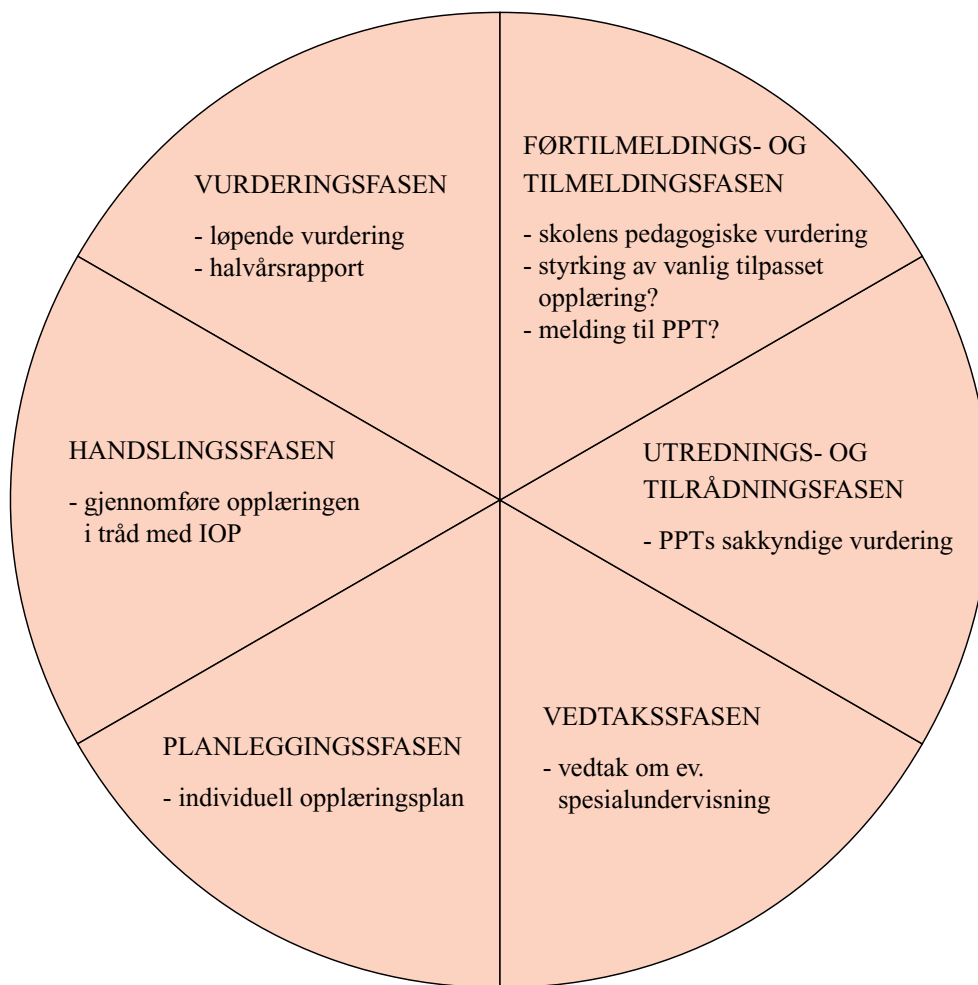 FØRTILMELDINGS- OG
TILMELDINGSFASEN
- skolens pedagogiske vurdering
- styrking av vanlig tilpasset
opplæring?
- melding til PPT?
UTREDNINGS- OG
TILRÅDNINGSFASEN
- PPTs sakkyndige vurdering
VEDTAKSSFASEN
- vedtak om ev.
spesialundervisning
PLANLEGGINGSSFASEN
- individuell opplæringsplan
HANDSLINGSSFASEN
- gjennomføre opplæringen
i tråd med IOP
VURDERINGSFASEN
- løpende vurdering
- halvårsrapport